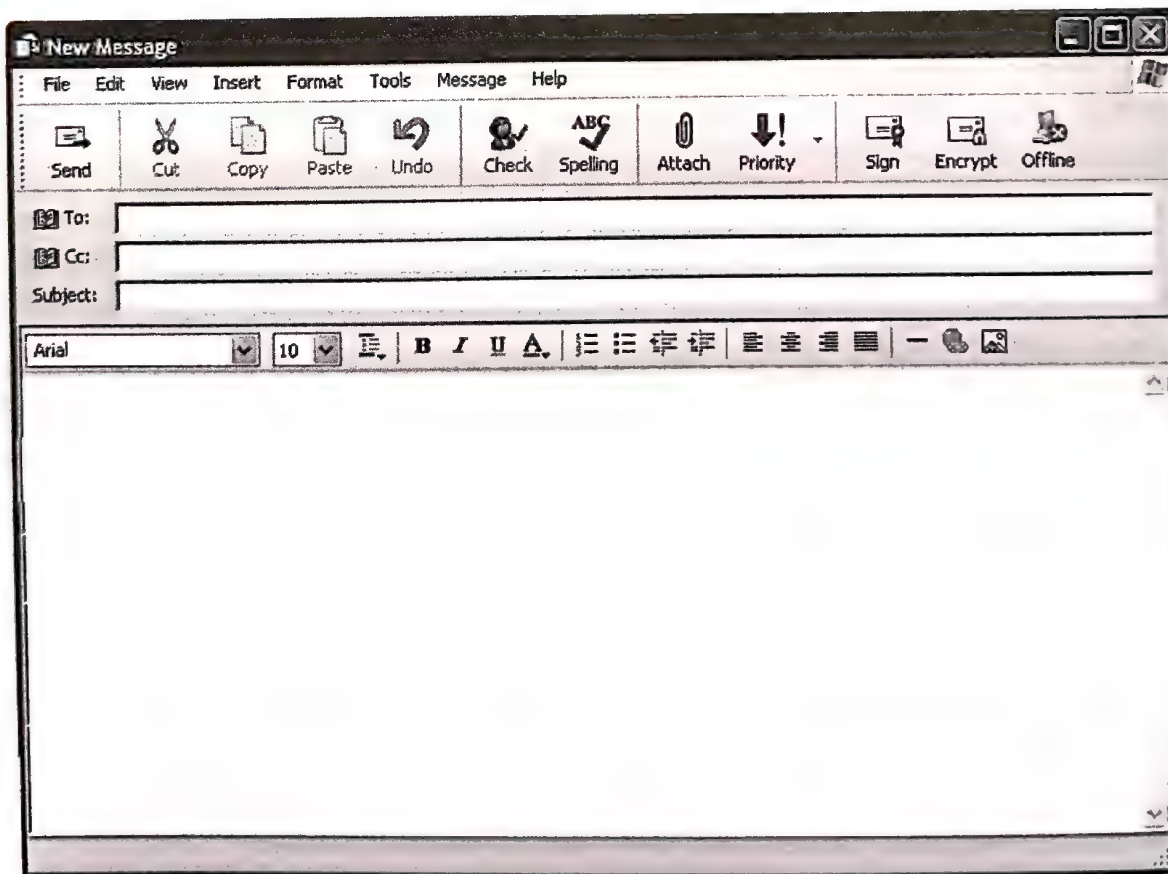 New Message
File Edit View Insert Format Tools Message Help
ABC
Send Cut Copy Paste Undo Check Spelling Attach Priority Sign Encrypt Offline
To:
Cc:
Subject:
Arial 10 B I U A